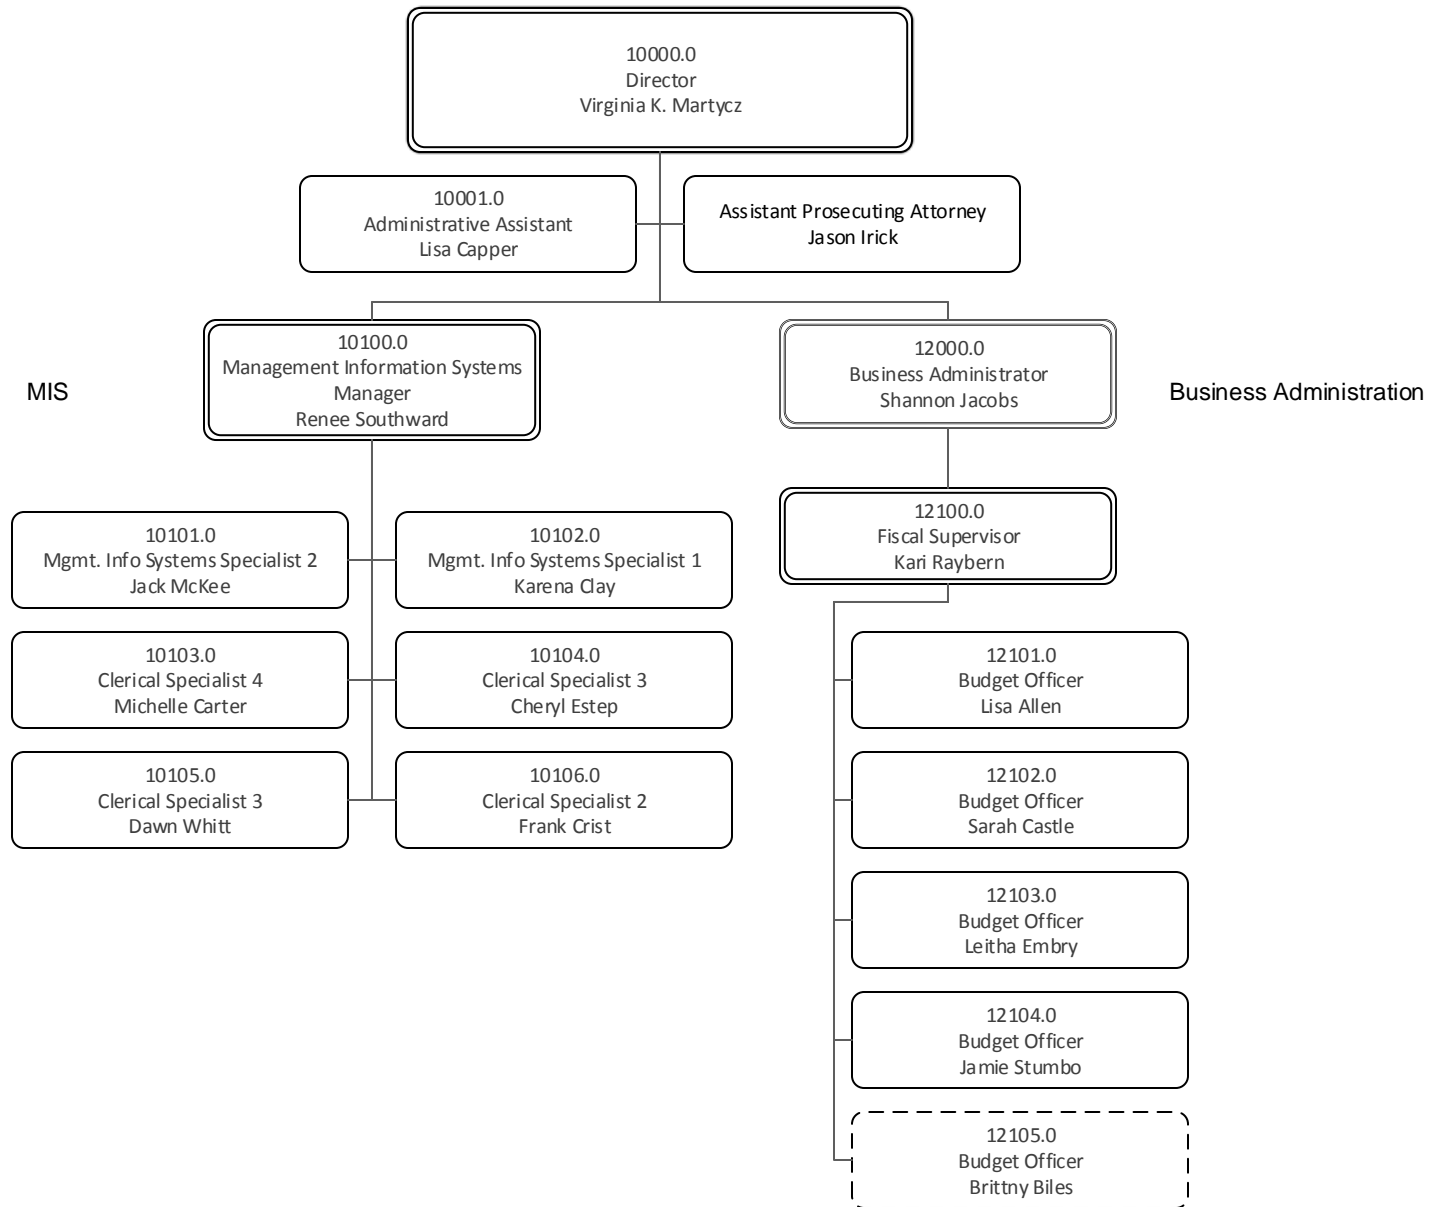 10000.0
Director
Virginia K. Martycz
10001.0
Administrative Assistant
Lisa Capper
Assistant Prosecuting Attorney
Jason Irick
MIS
10100.0
Management Information Systems
Manager
Renee Southward
12000.0
Business Administrator
Shannon Jacobs
Business Administration
12100.0
Fiscal Supervisor
Kari Raybern
10101.0
Mgmt. Info Systems Specialist 2
Jack McKee
10102.0
Mgmt. Info Systems Specialist 1
Karena Clay
10103.0
Clerical Specialist 4
Michelle Carter
10104.0
Clerical Specialist 3
Cheryl Estep
10105.0
Clerical Specialist 3
Dawn Whitt
10106.0
Clerical Specialist 2
Frank Crist
12101.0
Budget Officer
Lisa Allen
12102.0
Budget Officer
Sarah Castle
12103.0
Budget Officer
Leitha Embry
12104.0
Budget Officer
Jamie Stumbo
12105.0
Budget Officer
Brittny Biles